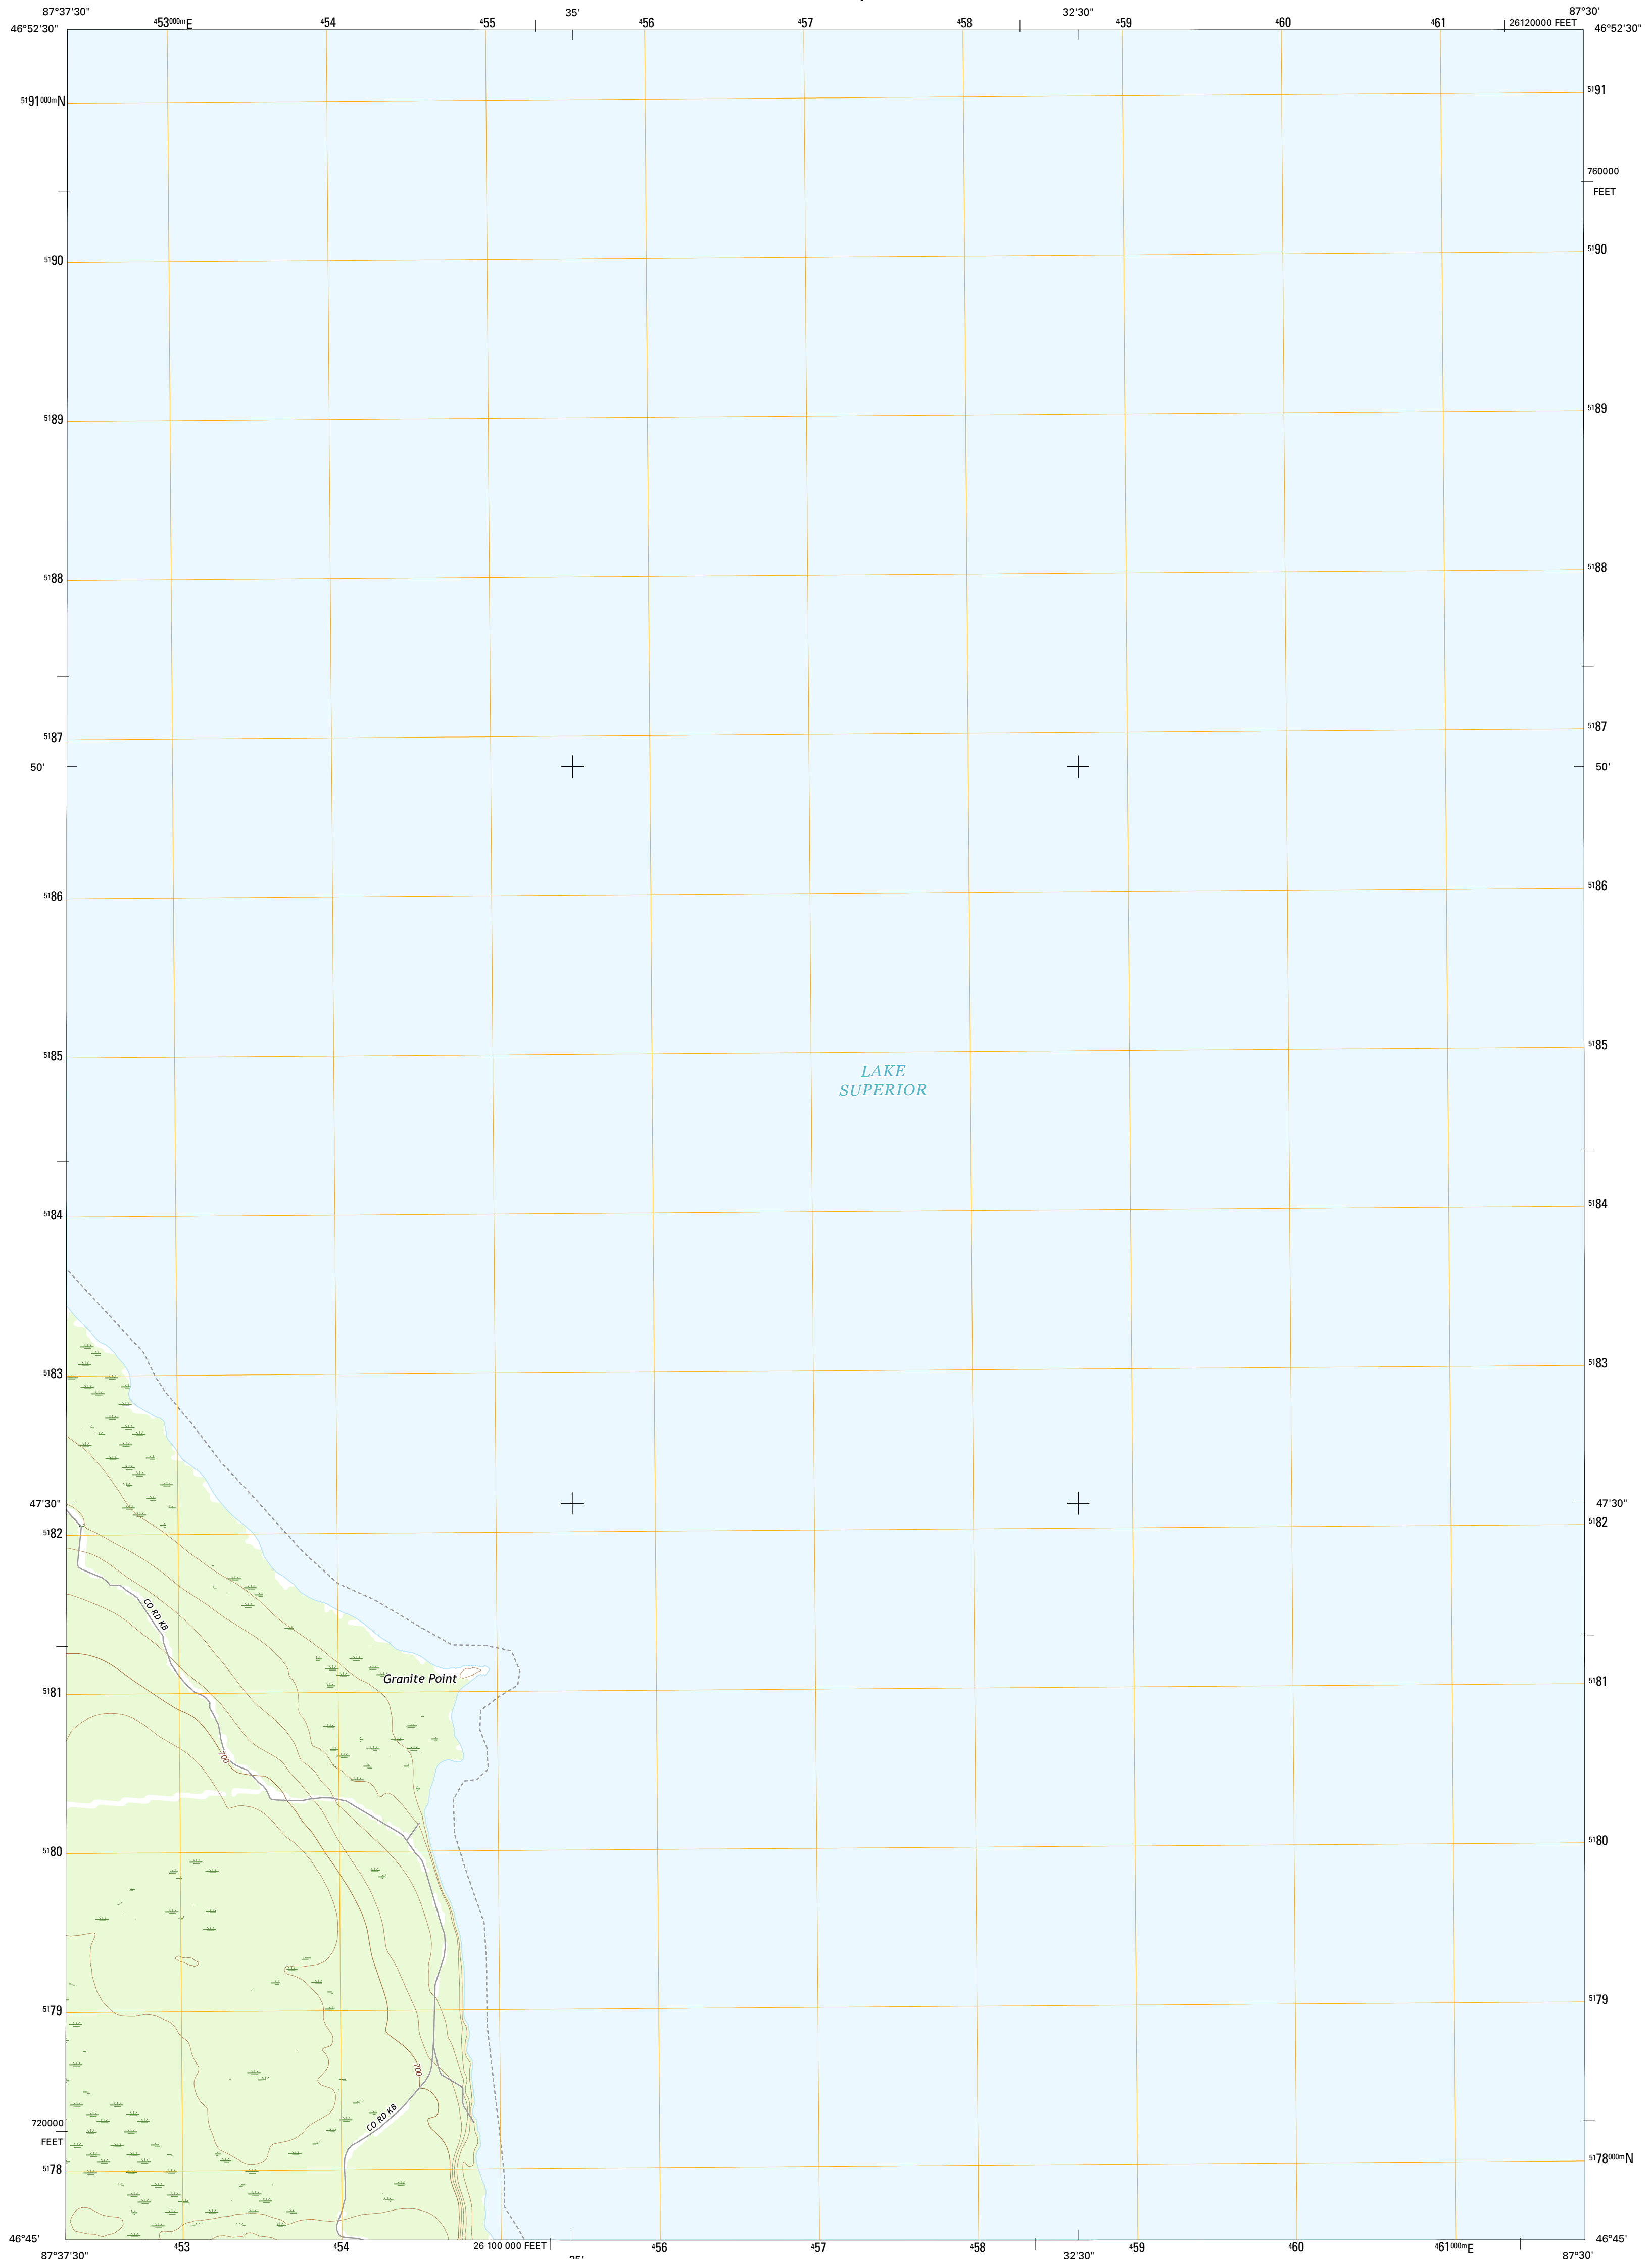 87°37'30" 35' 32'30" 87°30'
⁴53⁰⁰⁰ᵐE ⁴54 ⁴55 ⁴56 ⁴57 ⁴58 ⁴59 ⁴60 ⁴61 26120000 FEET
46°52'30" 46°52'30"
⁵¹91⁰⁰⁰ᵐN ⁵¹91
760000
FEET
⁵¹90 ⁵¹90
⁵¹89 ⁵¹89
⁵¹88 ⁵¹88
⁵¹87 ⁵¹87
50' 50'
⁵¹86 ⁵¹86
⁵¹85 ⁵¹85
LAKE
SUPERIOR
⁵¹84 ⁵¹84
⁵¹83 ⁵¹83
47'30" 47'30"
⁵¹82 ⁵¹82
CO RD KB
Granite Point
⁵¹81 ⁵¹81
700
⁵¹80 ⁵¹80
⁵¹79 ⁵¹79
700
CO RD KB
720000
FEET
⁵¹78 ⁵¹78⁰⁰⁰ᵐN
46°45' 46°45'
⁴53 ⁴54 26 100 000 FEET ⁴56 ⁴57 ⁴58 ⁴59 ⁴60 ⁴61⁰⁰⁰ᵐE
87°37'30" 35' 32'30" 87°30'